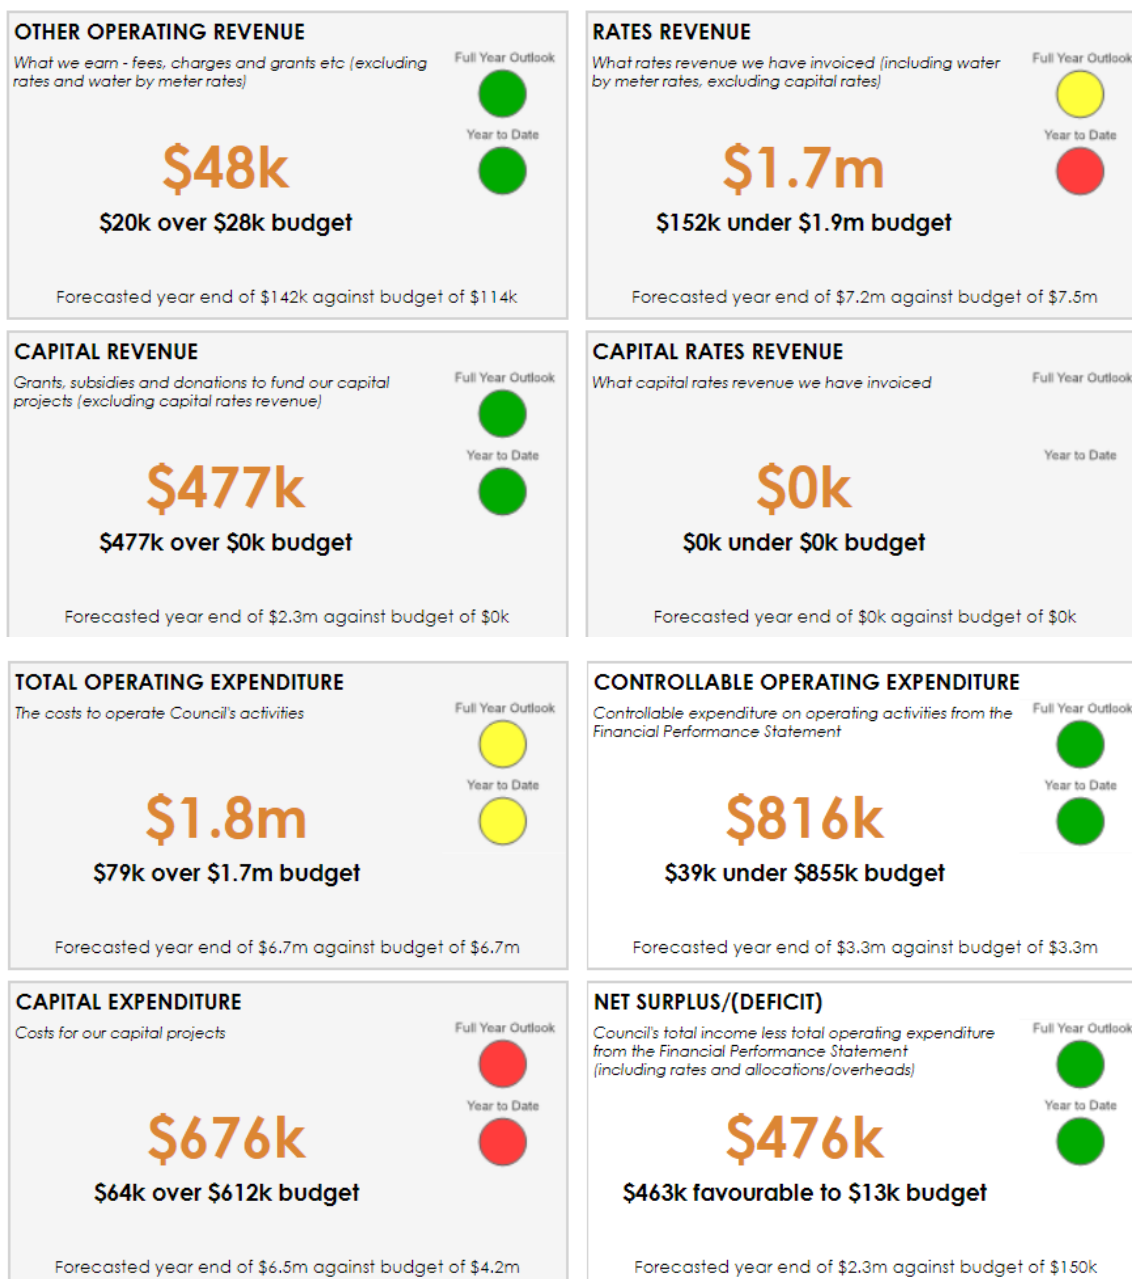 OTHER OPERATING REVENUE
What we earn - fees, charges and grants etc (excluding
rates and water by meter rates)
Full Year Outlook
Year to Date
$48k
$20k over $28k budget
Forecasted year end of $142k against budget of $114k
RATES REVENUE
What rates revenue we have invoiced (including water
by meter rates, excluding capital rates)
Full Year Outlook
Year to Date
$1.7m
$152k under $1.9m budget
Forecasted year end of $7.2m against budget of $7.5m
CAPITAL REVENUE
Grants, subsidies and donations to fund our capital
projects (excluding capital rates revenue)
Full Year Outlook
Year to Date
$477k
$477k over $0k budget
Forecasted year end of $2.3m against budget of $0k
CAPITAL RATES REVENUE
What capital rates revenue we have invoiced
Full Year Outlook
Year to Date
$0k
$0k under $0k budget
Forecasted year end of $0k against budget of $0k
TOTAL OPERATING EXPENDITURE
The costs to operate Council's activities
Full Year Outlook
Year to Date
$1.8m
$79k over $1.7m budget
Forecasted year end of $6.7m against budget of $6.7m
CONTROLLABLE OPERATING EXPENDITURE
Controllable expenditure on operating activities from the
Financial Performance Statement
Full Year Outlook
Year to Date
$816k
$39k under $855k budget
Forecasted year end of $3.3m against budget of $3.3m
CAPITAL EXPENDITURE
Costs for our capital projects
Full Year Outlook
Year to Date
$676k
$64k over $612k budget
Forecasted year end of $6.5m against budget of $4.2m
NET SURPLUS/(DEFICIT)
Council's total income less total operating expenditure
from the Financial Performance Statement
(including rates and allocations/overheads)
Full Year Outlook
Year to Date
$476k
$463k favourable to $13k budget
Forecasted year end of $2.3m against budget of $150k